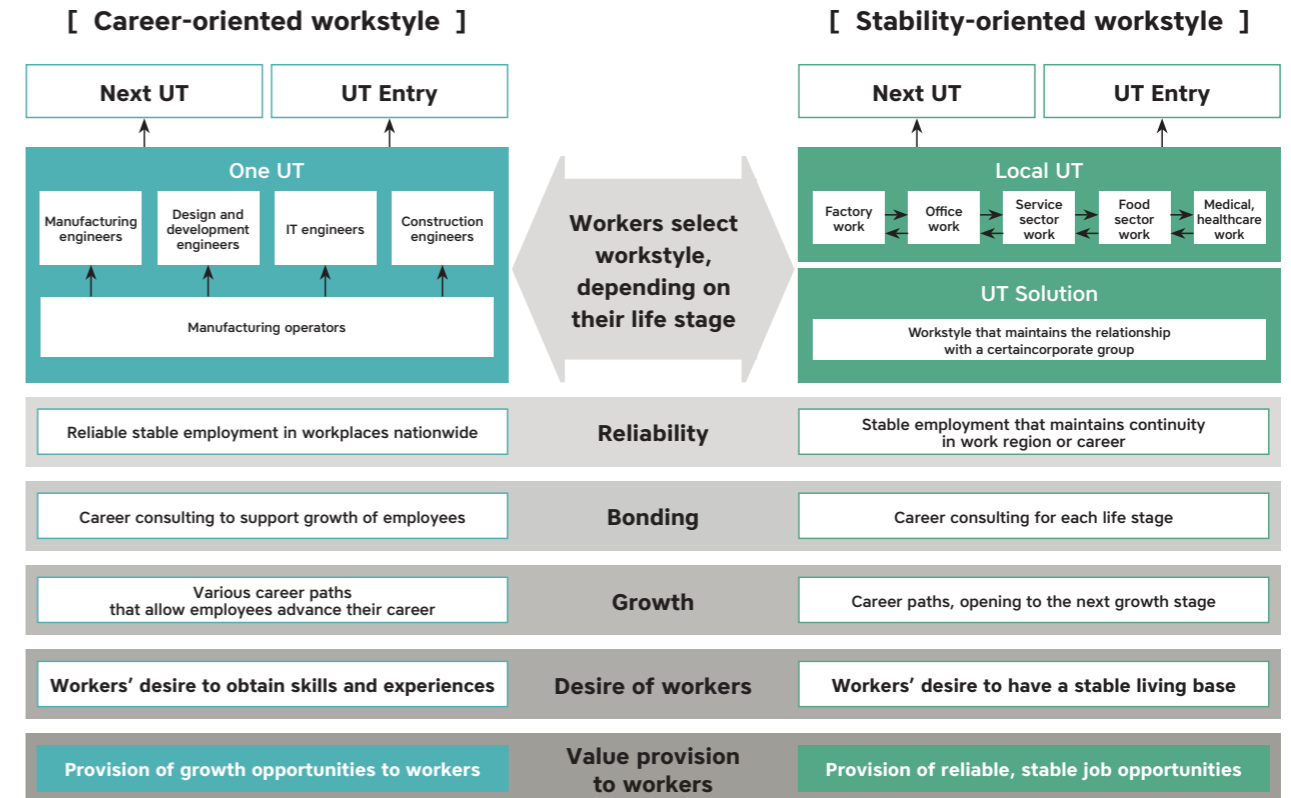 [ Career-oriented workstyle ]
[ Stability-oriented workstyle ]
Next UT
UT Entry
One UT
Manufacturing
engineers
Design and
development
engineers
IT engineers
Construction
engineers
Manufacturing operators
Workers select
workstyle,
depending on
their life stage
Next UT
UT Entry
Local UT
Factory
work
Office
work
Service
sector
work
Food
sector
work
Medical,
healthcare
work
UT Solution
Workstyle that maintains the relationship
with a certaincorporate group
Reliable stable employment in workplaces nationwide
Reliability
Stable employment that maintains continuity
in work region or career
Career consulting to support growth of employees
Bonding
Career consulting for each life stage
Various career paths
that allow employees advance their career
Growth
Career paths, opening to the next growth stage
Workers’ desire to obtain skills and experiences
Desire of workers
Workers’ desire to have a stable living base
Provision of growth opportunities to workers
Value provision
to workers
Provision of reliable, stable job opportunities